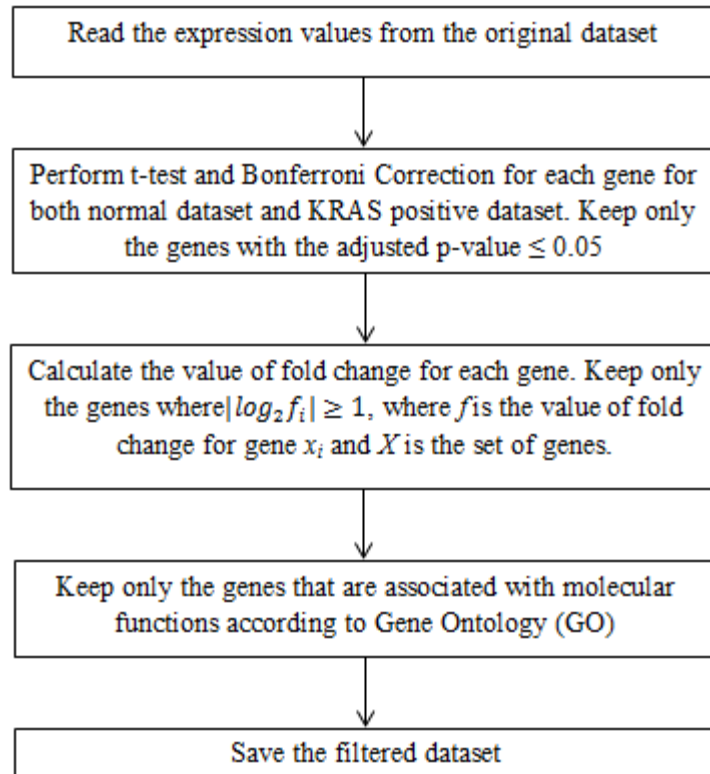 Read the expression values from the original dataset
Perform t-test and Bonferroni Correction for each gene for
both normal dataset and KRAS positive dataset. Keep only
the genes with the adjusted p-value ≤ 0.05
Calculate the value of fold change for each gene. Keep only
the genes where|log₂fᵢ| ≥ 1, where f is the value of fold
change for gene xᵢ and X is the set of genes.
Keep only the genes that are associated with molecular
functions according to Gene Ontology (GO)
Save the filtered dataset